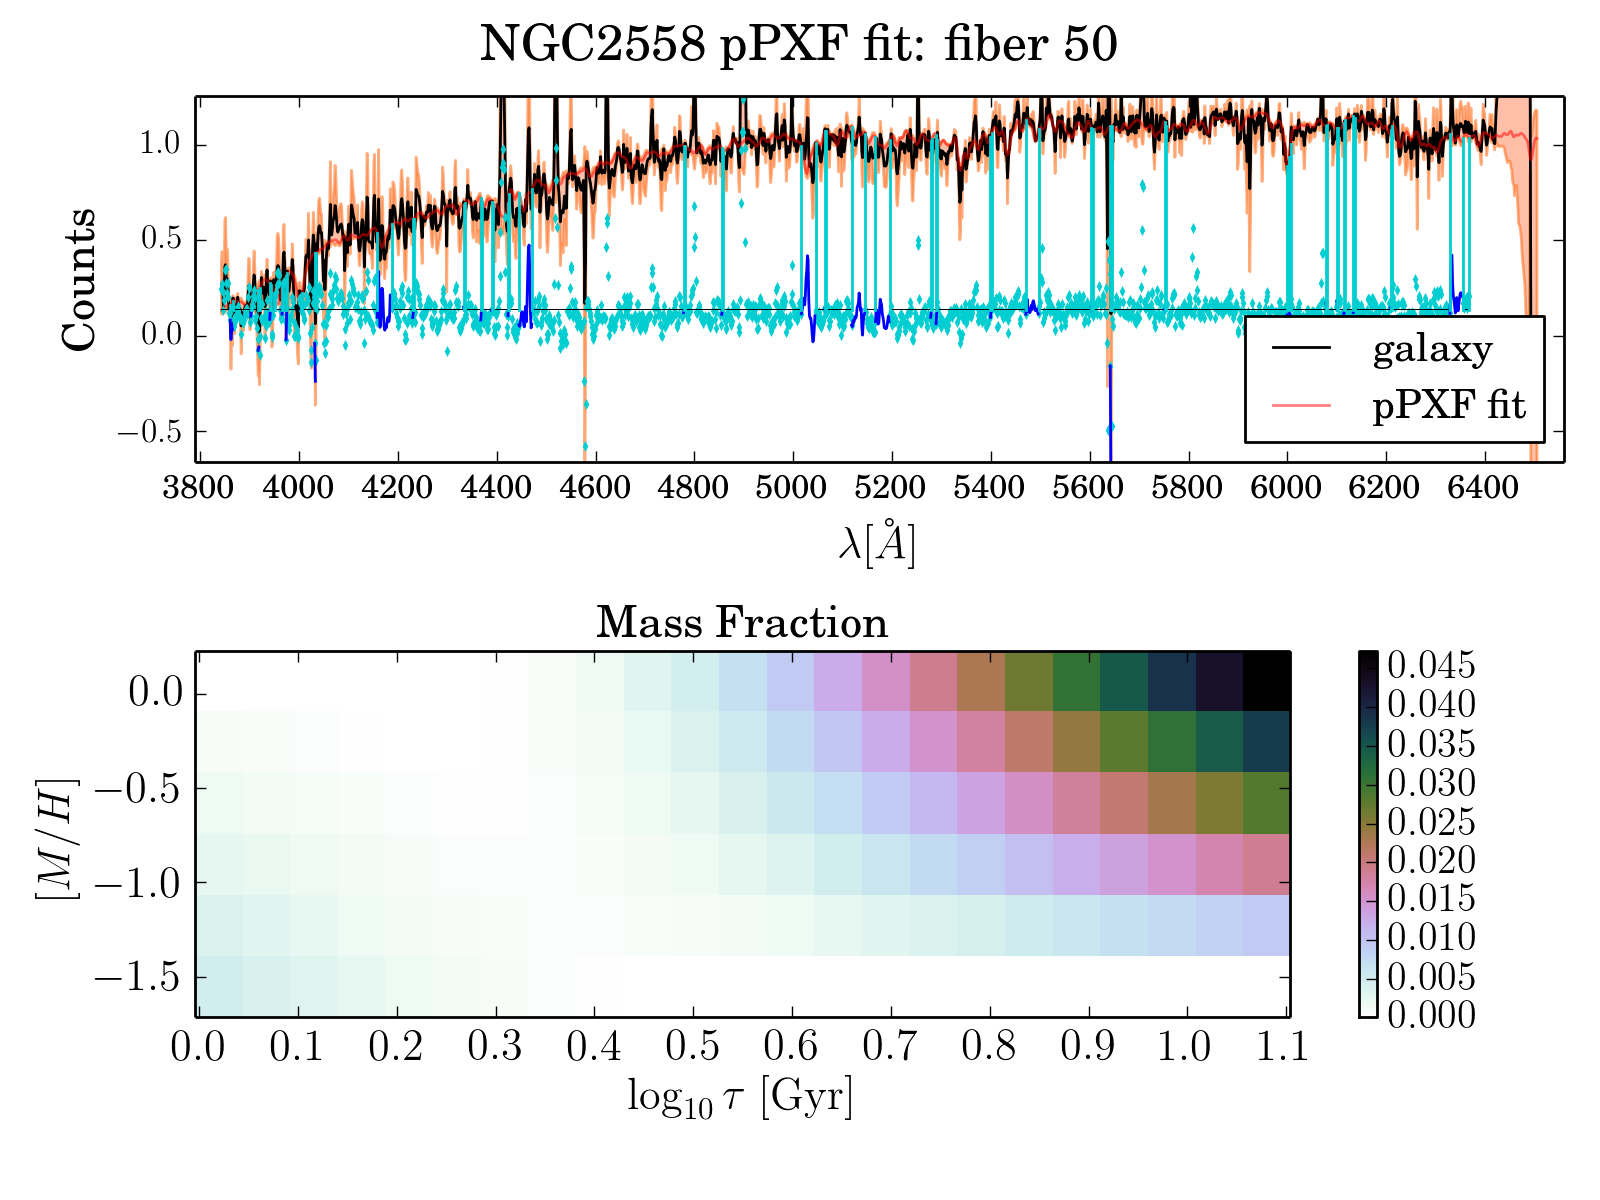 NGC2558 pPXF fit: fiber 50
1.0
0.5
0.0
−0.5
Counts
galaxy
pPXF fit
3800 4000 4200 4400 4600 4800 5000 5200 5400 5600 5800 6000 6200 6400
λ[Å]
Mass Fraction
0.0
−0.5
−1.0
−1.5
[M/H]
0.0 0.1 0.2 0.3 0.4 0.5 0.6 0.7 0.8 0.9 1.0 1.1
log₁₀ τ [Gyr]
0.045
0.040
0.035
0.030
0.025
0.020
0.015
0.010
0.005
0.000